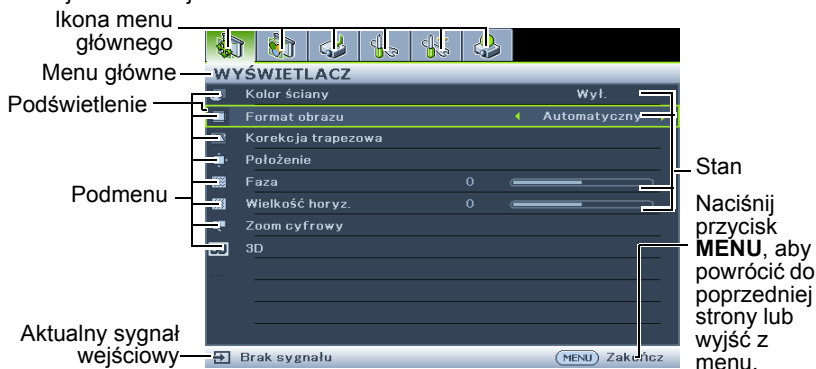 Ikona menu
głównego
Menu główne
Podświetlenie
Podmenu
Aktualny sygnał
wejściowy
WYŚWIETLACZ
Kolor ściany Wył.
Format obrazu Automatyczny
Korekcja trapezowa
Położenie
Faza 0
Wielkość horyz. 0
Zoom cyfrowy
3D
Brak sygnału MENU Zakończ
Stan
Naciśnij
przycisk
MENU, aby
powrócić do
poprzedniej
strony lub
wyjść z
menu.